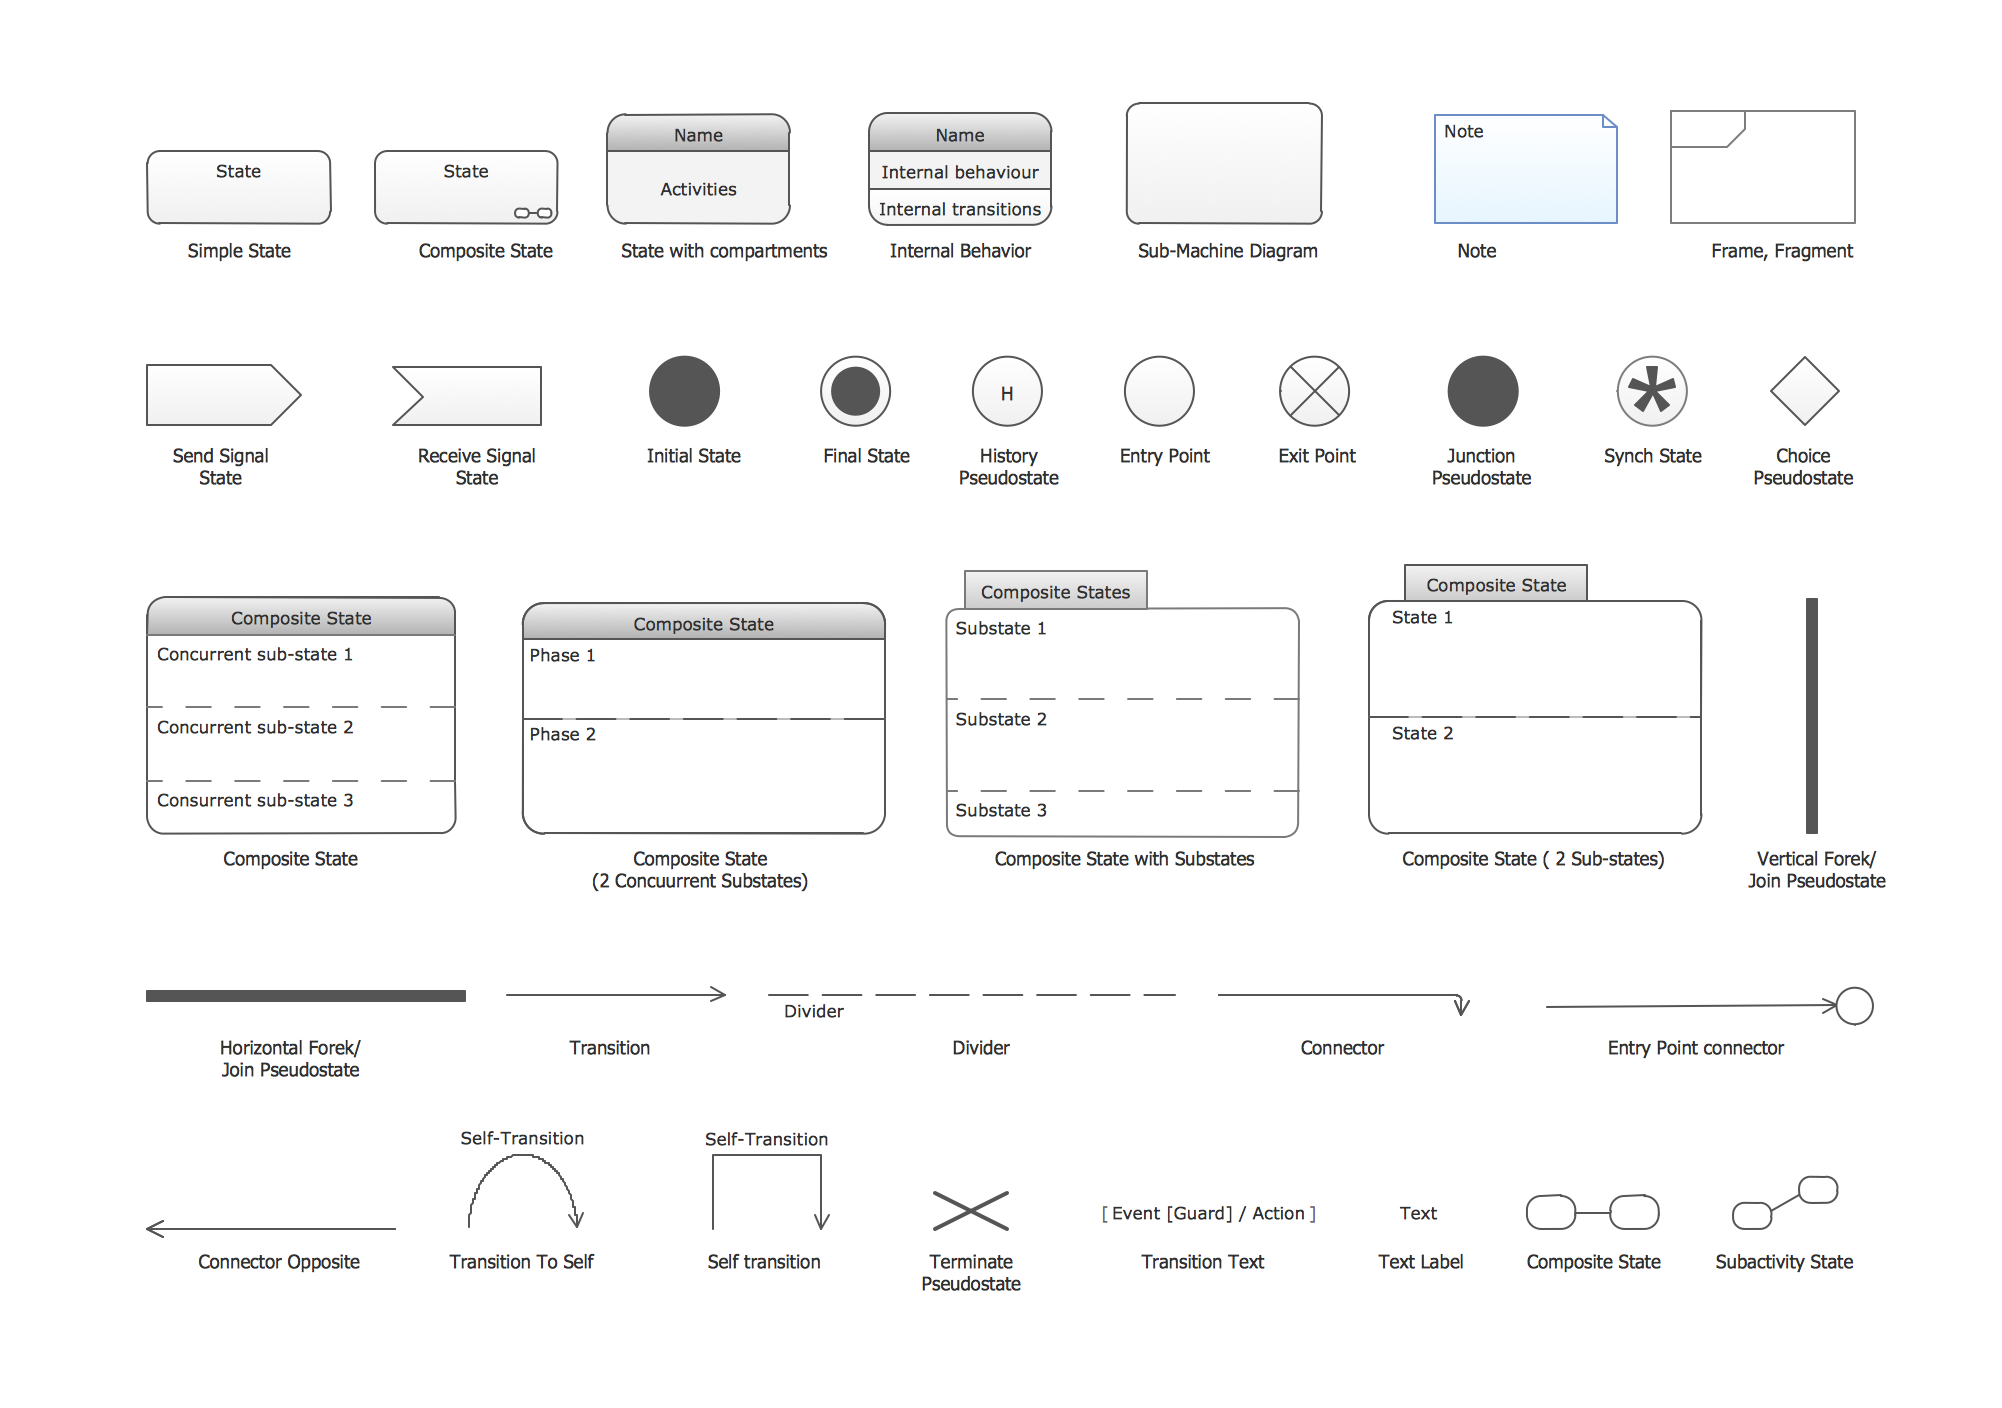 State
Simple State
State
Composite State
Name
Activities
State with compartments
Name
Internal behaviour
Internal transitions
Internal Behavior
Sub-Machine Diagram
Note
Note
Frame, Fragment
Send Signal
State
Receive Signal
State
Initial State
Final State
H
History
Pseudostate
Entry Point
Exit Point
Junction
Pseudostate
Synch State
Choice
Pseudostate
Composite State
Concurrent sub-state 1
Concurrent sub-state 2
Consurrent sub-state 3
Composite State
Composite State
Phase 1
Phase 2
Composite State
(2 Concuurrent Substates)
Composite States
Substate 1
Substate 2
Substate 3
Composite State with Substates
Composite State
State 1
State 2
Composite State ( 2 Sub-states)
Vertical Forek/
Join Pseudostate
Horizontal Forek/
Join Pseudostate
Transition
Divider
Divider
Connector
Entry Point connector
Connector Opposite
Self-Transition
Transition To Self
Self-Transition
Self transition
Terminate
Pseudostate
[ Event [Guard] / Action ]
Transition Text
Text
Text Label
Composite State
Subactivity State